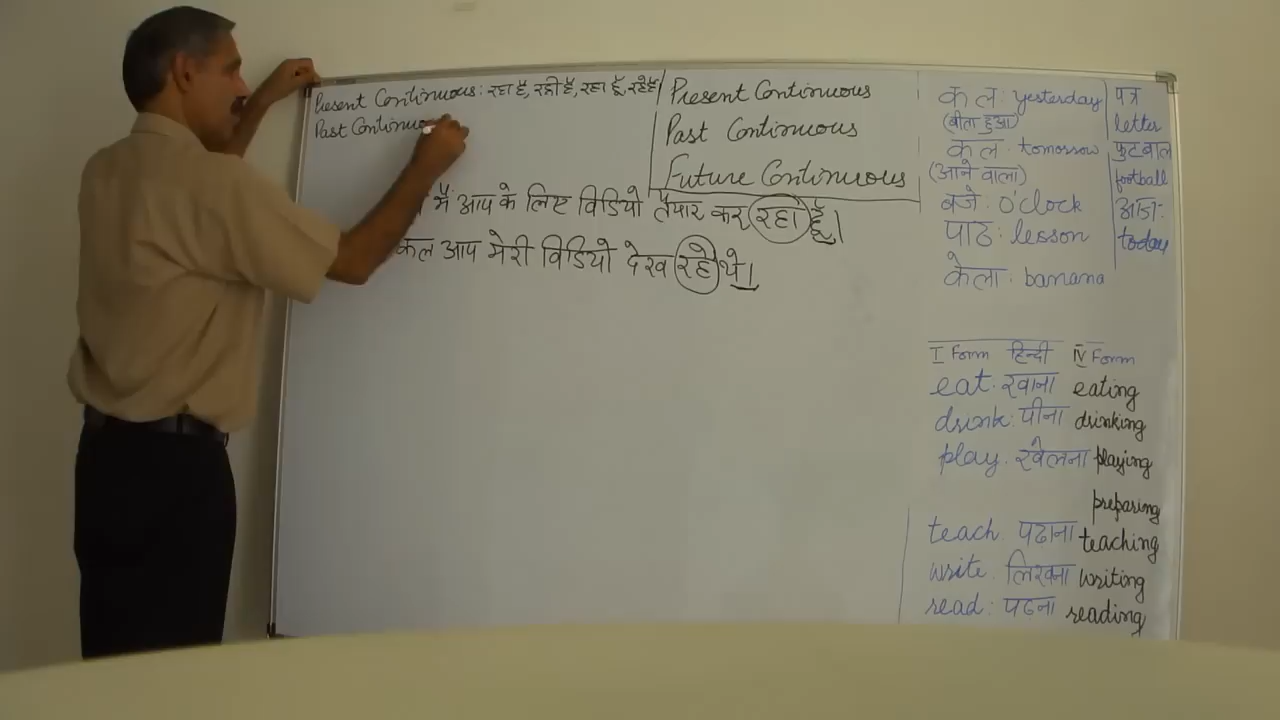 Present Continuous: रहा है, रही है, रहा हूँ, रहे हैं
Past Continuo
Present Continuous
Past Continuous
Future Continuous
मैं आप के लिए विडियो तैयार कर रहा हूँ।
कल आप मेरी विडियो देख रहे थे।
कल: yesterday
(बीता हुआ)
कल: tomorrow
(आने वाला)
बजे: o'clock
पाठ: lesson
केला: banana
पत्र
letter
फुटबाल
football
आज:
today
I Form हिन्दी IV Form
eat: खाना eating
drink: पीना drinking
play: खेलना playing
preparing
teach: पढाना teaching
write: लिखना writing
read: पढना reading